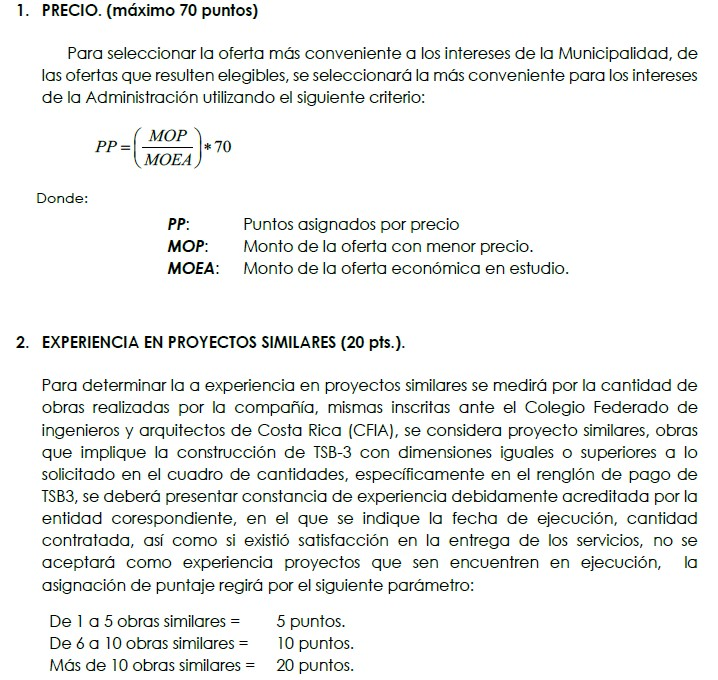 1. PRECIO. (máximo 70 puntos)
Para seleccionar la oferta más conveniente a los intereses de la Municipalidad, de
las ofertas que resulten elegibles, se seleccionará la más conveniente para los intereses
de la Administración utilizando el siguiente criterio:
PP = (MOP / MOEA) * 70
Donde:
PP: Puntos asignados por precio
MOP: Monto de la oferta con menor precio.
MOEA: Monto de la oferta económica en estudio.
2. EXPERIENCIA EN PROYECTOS SIMILARES (20 pts.).
Para determinar la a experiencia en proyectos similares se medirá por la cantidad de
obras realizadas por la compañía, mismas inscritas ante el Colegio Federado de
ingenieros y arquitectos de Costa Rica (CFIA), se considera proyecto similares, obras
que implique la construcción de TSB-3 con dimensiones iguales o superiores a lo
solicitado en el cuadro de cantidades, específicamente en el renglón de pago de
TSB3, se deberá presentar constancia de experiencia debidamente acreditada por la
entidad corespondiente, en el que se indique la fecha de ejecución, cantidad
contratada, así como si existió satisfacción en la entrega de los servicios, no se
aceptará como experiencia proyectos que sen encuentren en ejecución, la
asignación de puntaje regirá por el siguiente parámetro:
De 1 a 5 obras similares = 5 puntos.
De 6 a 10 obras similares = 10 puntos.
Más de 10 obras similares = 20 puntos.